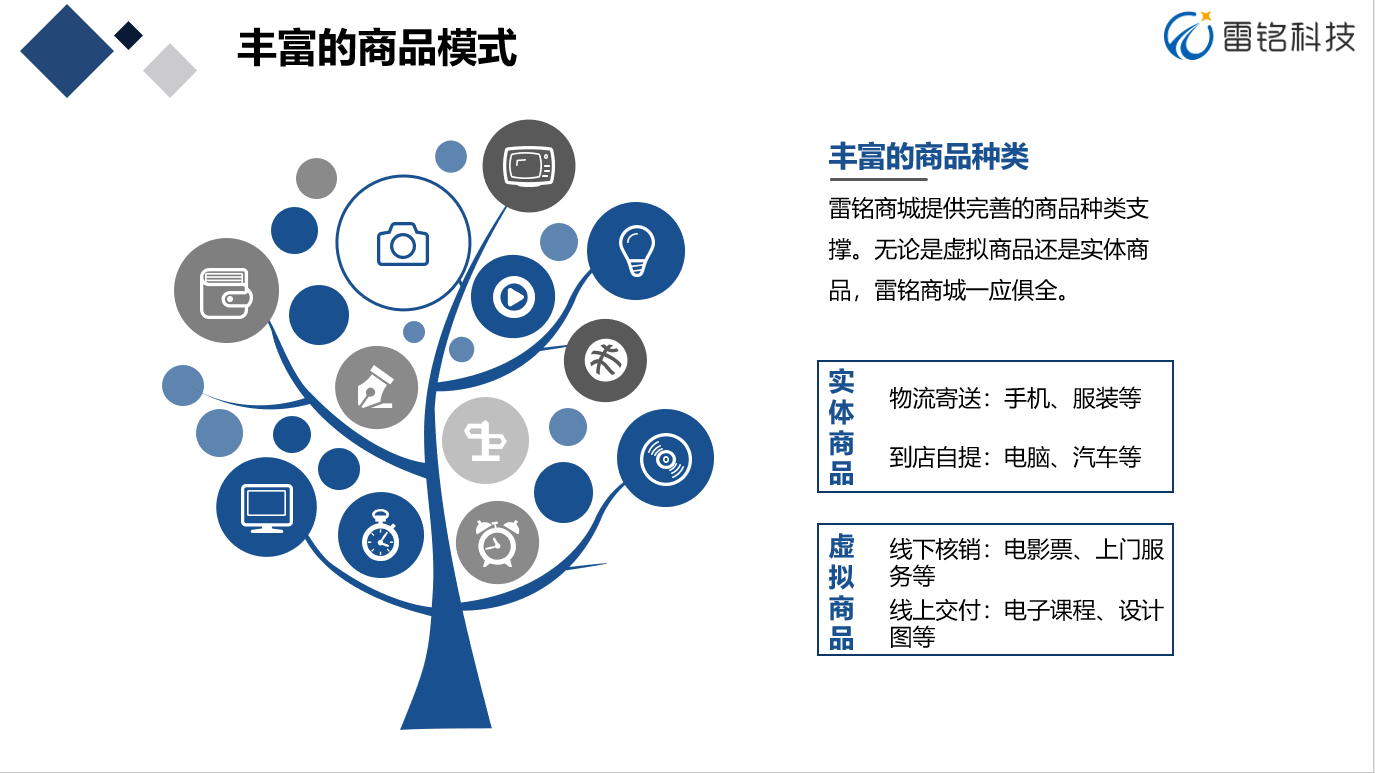 丰富的商品模式
雷铭科技
丰富的商品种类
雷铭商城提供完善的商品种类支
撑。无论是虚拟商品还是实体商
品，雷铭商城一应俱全。
实体商品
物流寄送：手机、服装等
到店自提：电脑、汽车等
虚拟商品
线下核销：电影票、上门服
务等
线上交付：电子课程、设计
图等